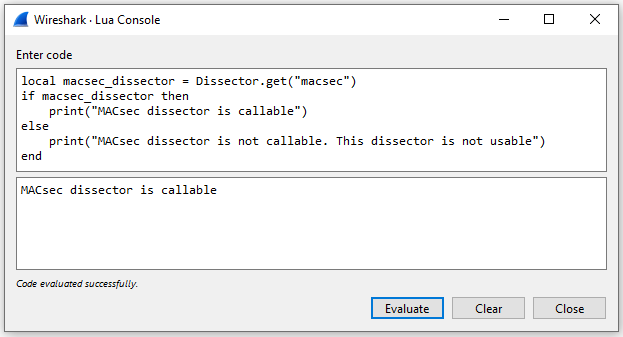 Wireshark · Lua Console
Enter code
local macsec_dissector = Dissector.get("macsec")
if macsec_dissector then
    print("MACsec dissector is callable")
else
    print("MACsec dissector is not callable. This dissector is not usable")
end
MACsec dissector is callable
Code evaluated successfully.
Evaluate Clear Close